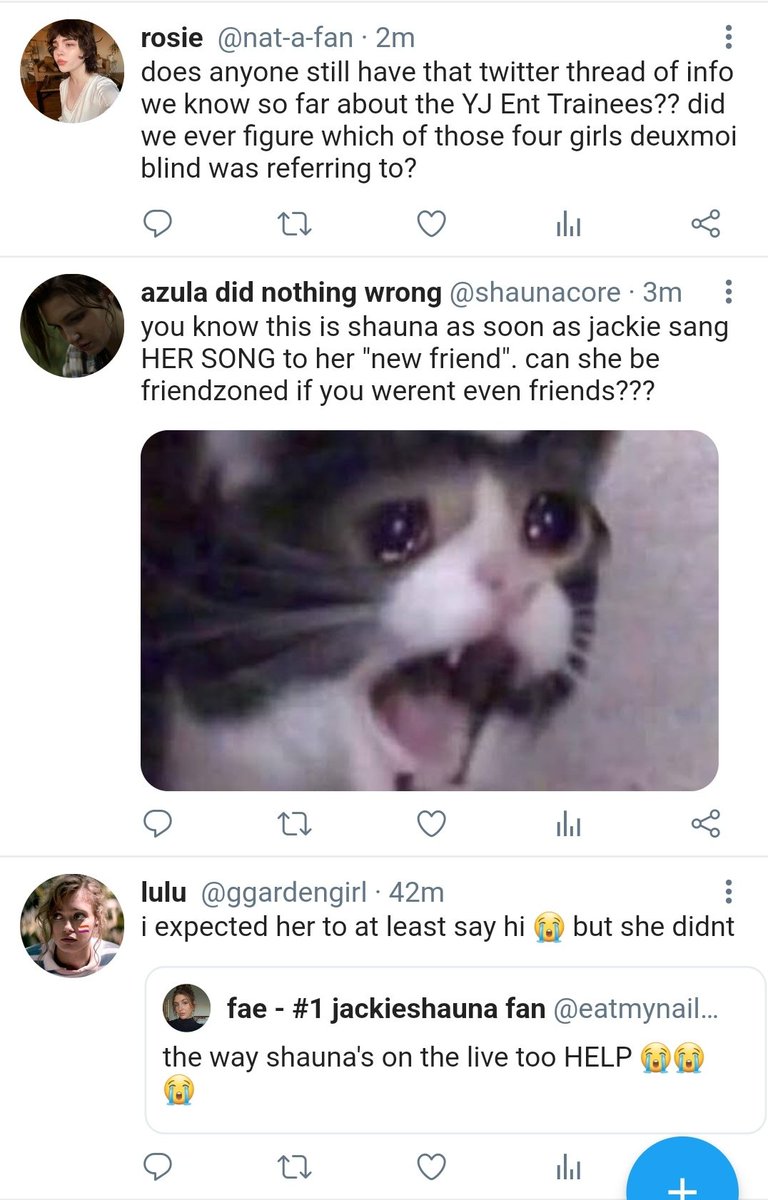 rosie @nat-a-fan · 2m
does anyone still have that twitter thread of info
we know so far about the YJ Ent Trainees?? did
we ever figure which of those four girls deuxmoi
blind was referring to?
azula did nothing wrong @shaunacore · 3m
you know this is shauna as soon as jackie sang
HER SONG to her "new friend". can she be
friendzoned if you werent even friends???
lulu @ggardengirl · 42m
i expected her to at least say hi 😭 but she didnt
fae - #1 jackieshauna fan @eatmynail...
the way shauna's on the live too HELP 😭😭
😭